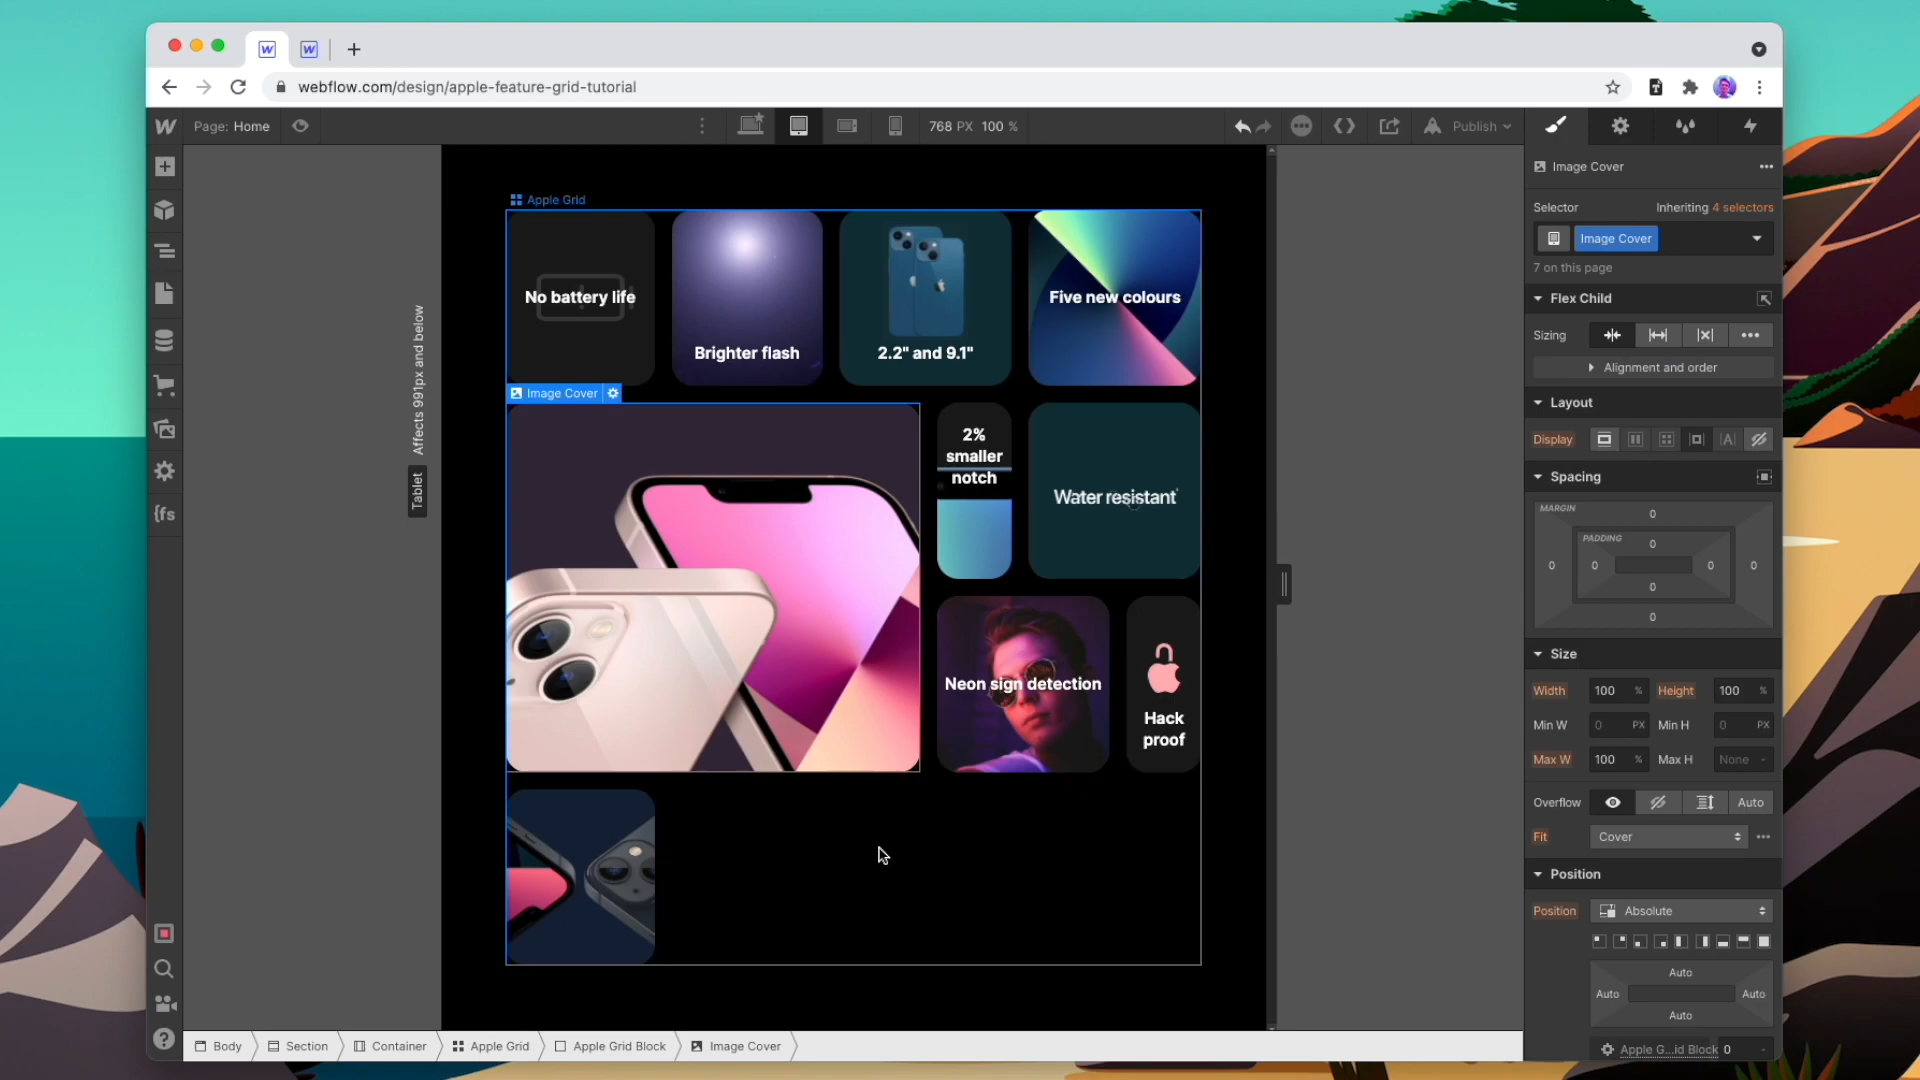 webflow.com/design/apple-feature-grid-tutorial
Page: Home
768 PX 100 %
Publish
Affects 991px and below
Tablet
Apple Grid
No battery life
Brighter flash
2.2" and 9.1"
Five new colours
Image Cover
2%
smaller
notch
Water resistant
Neon sign detection
Hack
proof
{fs
Body
Section
Container
Apple Grid
Apple Grid Block
Image Cover
Image Cover
Selector
Inheriting 4 selectors
Image Cover
7 on this page
Flex Child
Sizing
Alignment and order
Layout
Display
Spacing
MARGIN
0
PADDING
0
0 0 0 0
0
0
Size
Width 100 % Height 100 %
Min W 0 PX Min H 0 PX
Max W 100 % Max H None -
Overflow Auto
Fit Cover
Position
Position Absolute
Auto
Auto Auto
Auto
Apple G...id Block 0 -